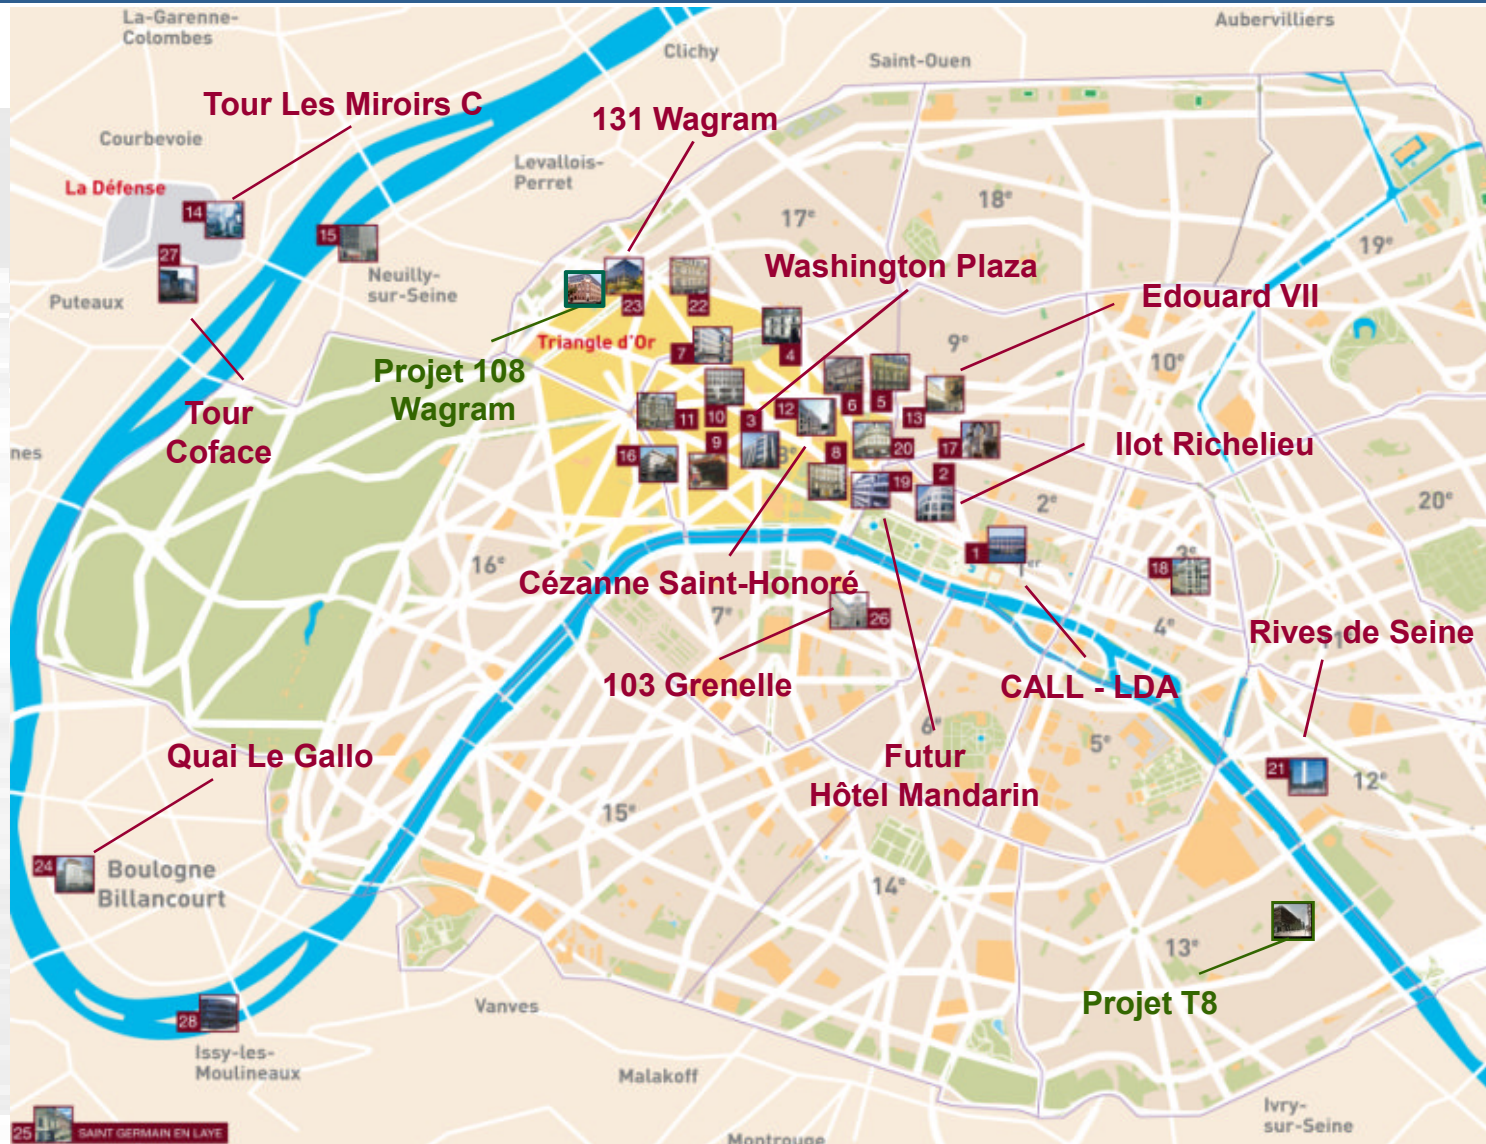 La-Garenne-
Colombes
Clichy
Aubervilliers
Saint-Ouen
Tour Les Miroirs C
131 Wagram
Courbevoie
Levallois-
Perret
La Défense
14
17e
18e
15
19e
27
Neuilly-
sur-Seine
Washington Plaza
Puteaux
Edouard VII
23
22
Triangle d'Or
7
4
9e
10e
Projet 108
Wagram
Tour
Coface
11
10
3
12
6
5
13
nes
16
9
8
20
17
Ilot Richelieu
19
2
2e
20e
16e
1
er
3e
18
Cézanne Saint-Honoré
7e
26
4e
Rives de Seine
103 Grenelle
CALL - LDA
6e
5e
Quai Le Gallo
Futur
Hôtel Mandarin
21
12e
15e
24
Boulogne
Billancourt
14e
13e
Projet T8
Vanves
28
Issy-les-
Moulineaux
Malakoff
Ivry-
sur-Seine
25
SAINT GERMAIN EN LAYE
Montrouge